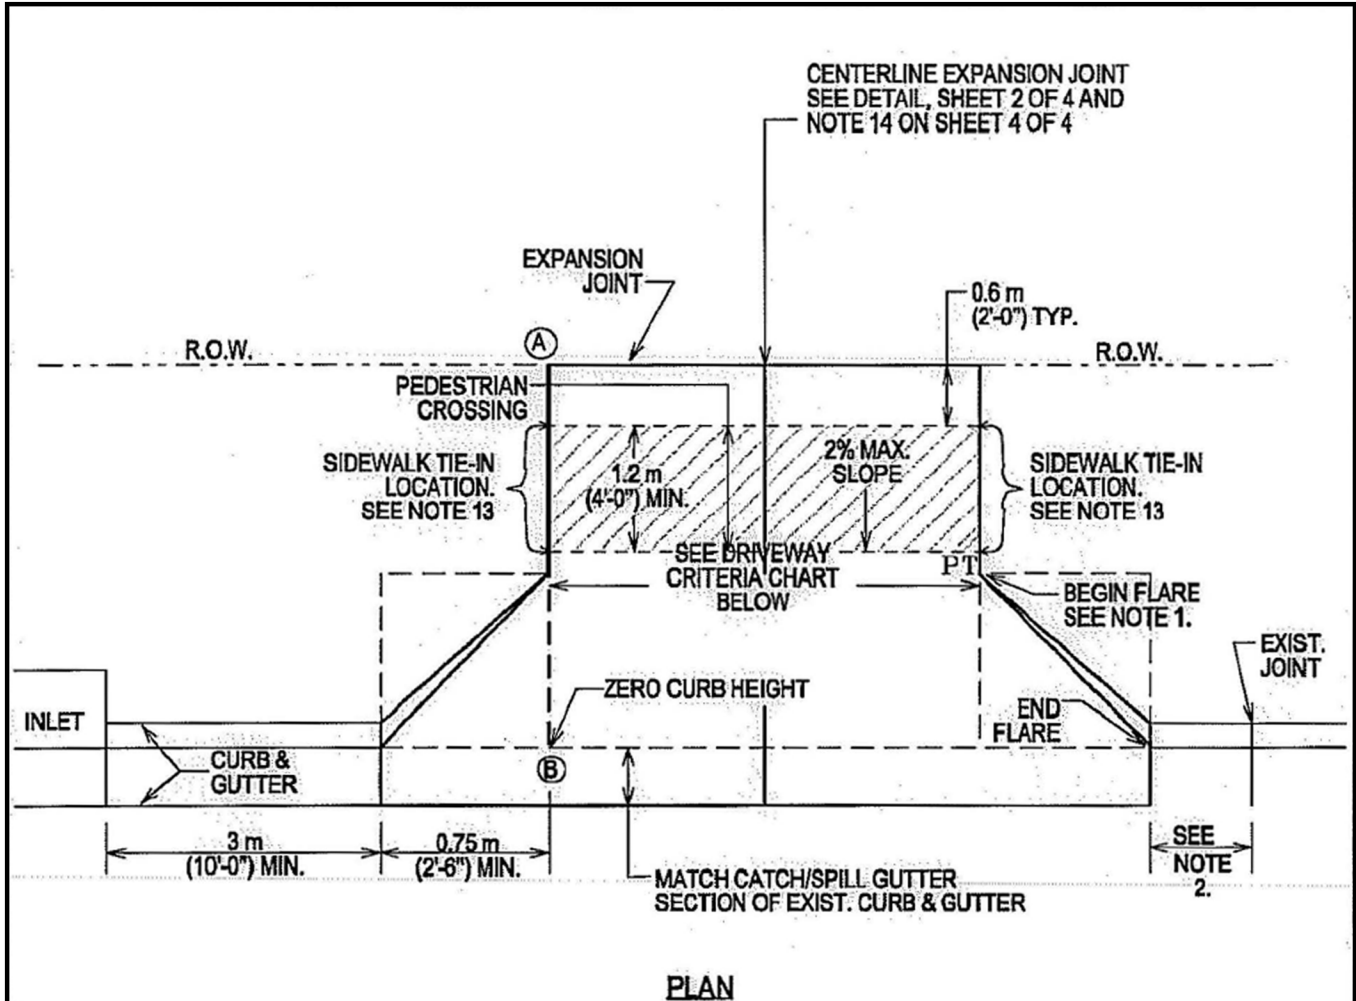 CENTERLINE EXPANSION JOINT
SEE DETAIL, SHEET 2 OF 4 AND
NOTE 14 ON SHEET 4 OF 4
EXPANSION
JOINT
0.6 m
(2'-0") TYP.
R.O.W.
A
R.O.W.
PEDESTRIAN
CROSSING
SIDEWALK TIE-IN
LOCATION.
SEE NOTE 13
1.2 m
(4'-0") MIN.
2% MAX.
SLOPE
SIDEWALK TIE-IN
LOCATION.
SEE NOTE 13
SEE DRIVEWAY
CRITERIA CHART
BELOW
PT
BEGIN FLARE
SEE NOTE 1.
EXIST.
JOINT
ZERO CURB HEIGHT
END
FLARE
INLET
CURB &
GUTTER
B
3 m
(10'-0") MIN.
0.75 m
(2'-6") MIN.
SEE
NOTE
2.
MATCH CATCH/SPILL GUTTER
SECTION OF EXIST. CURB & GUTTER
PLAN